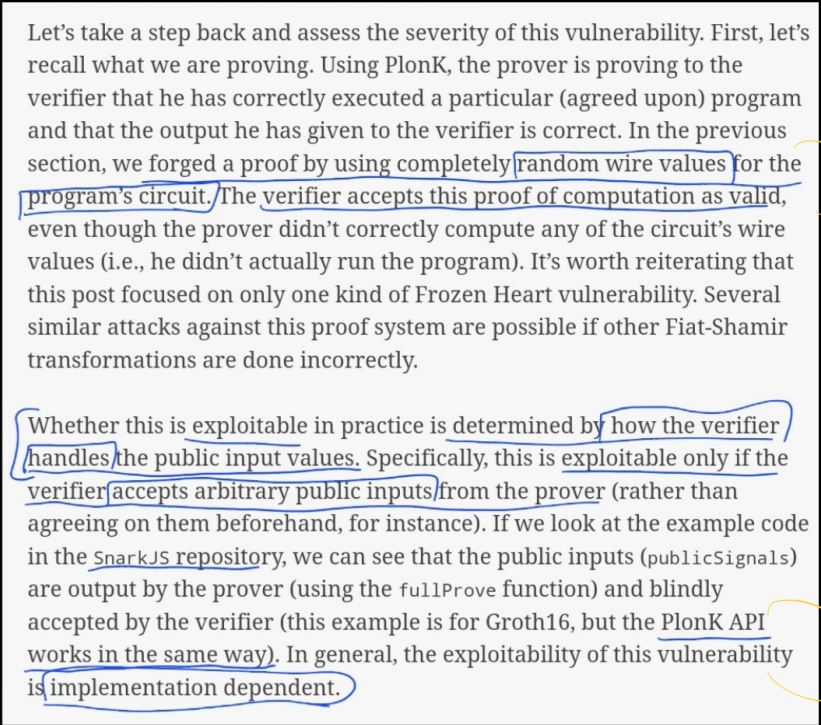 Let’s take a step back and assess the severity of this vulnerability. First, let’s
recall what we are proving. Using PlonK, the prover is proving to the
verifier that he has correctly executed a particular (agreed upon) program
and that the output he has given to the verifier is correct. In the previous
section, we forged a proof by using completely random wire values for the
program’s circuit. The verifier accepts this proof of computation as valid,
even though the prover didn’t correctly compute any of the circuit’s wire
values (i.e., he didn’t actually run the program). It’s worth reiterating that
this post focused on only one kind of Frozen Heart vulnerability. Several
similar attacks against this proof system are possible if other Fiat-Shamir
transformations are done incorrectly.
Whether this is exploitable in practice is determined by how the verifier
handles the public input values. Specifically, this is exploitable only if the
verifier accepts arbitrary public inputs from the prover (rather than
agreeing on them beforehand, for instance). If we look at the example code
in the SnarkJS repository, we can see that the public inputs (publicSignals)
are output by the prover (using the fullProve function) and blindly
accepted by the verifier (this example is for Groth16, but the PlonK API
works in the same way). In general, the exploitability of this vulnerability
is implementation dependent.